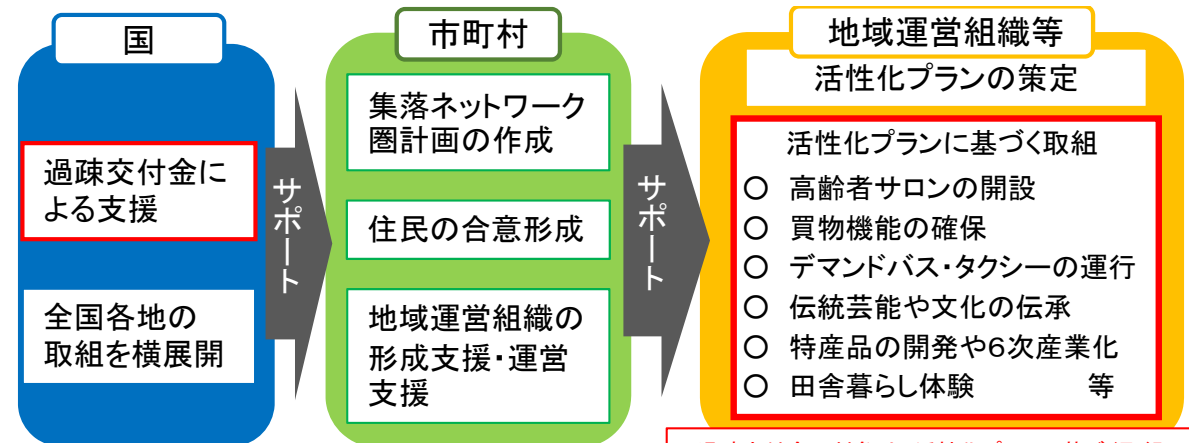 国
過疎交付金に
よる支援
全国各地の
取組を横展開
サポート
市町村
集落ネットワーク
圏計画の作成
住民の合意形成
地域運営組織の
形成支援・運営
支援
サポート
地域運営組織等
活性化プランの策定
活性化プランに基づく取組
○ 高齢者サロンの開設
○ 買物機能の確保
○ デマンドバス・タクシーの運行
○ 伝統芸能や文化の伝承
○ 特産品の開発や6次産業化
○ 田舎暮らし体験 等